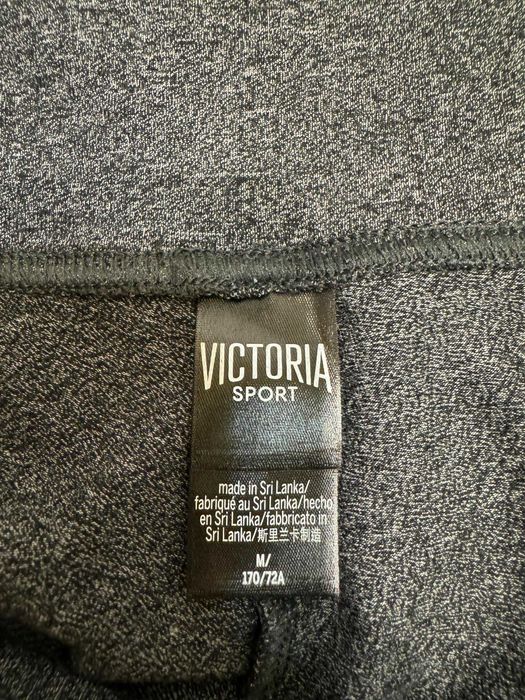 VICTORIA
SPORT
made in Sri Lanka/
fabriqué au Sri Lanka/hecho
en Sri Lanka/fabbricato in
Sri Lanka/斯里兰卡制造
M/
170/72A